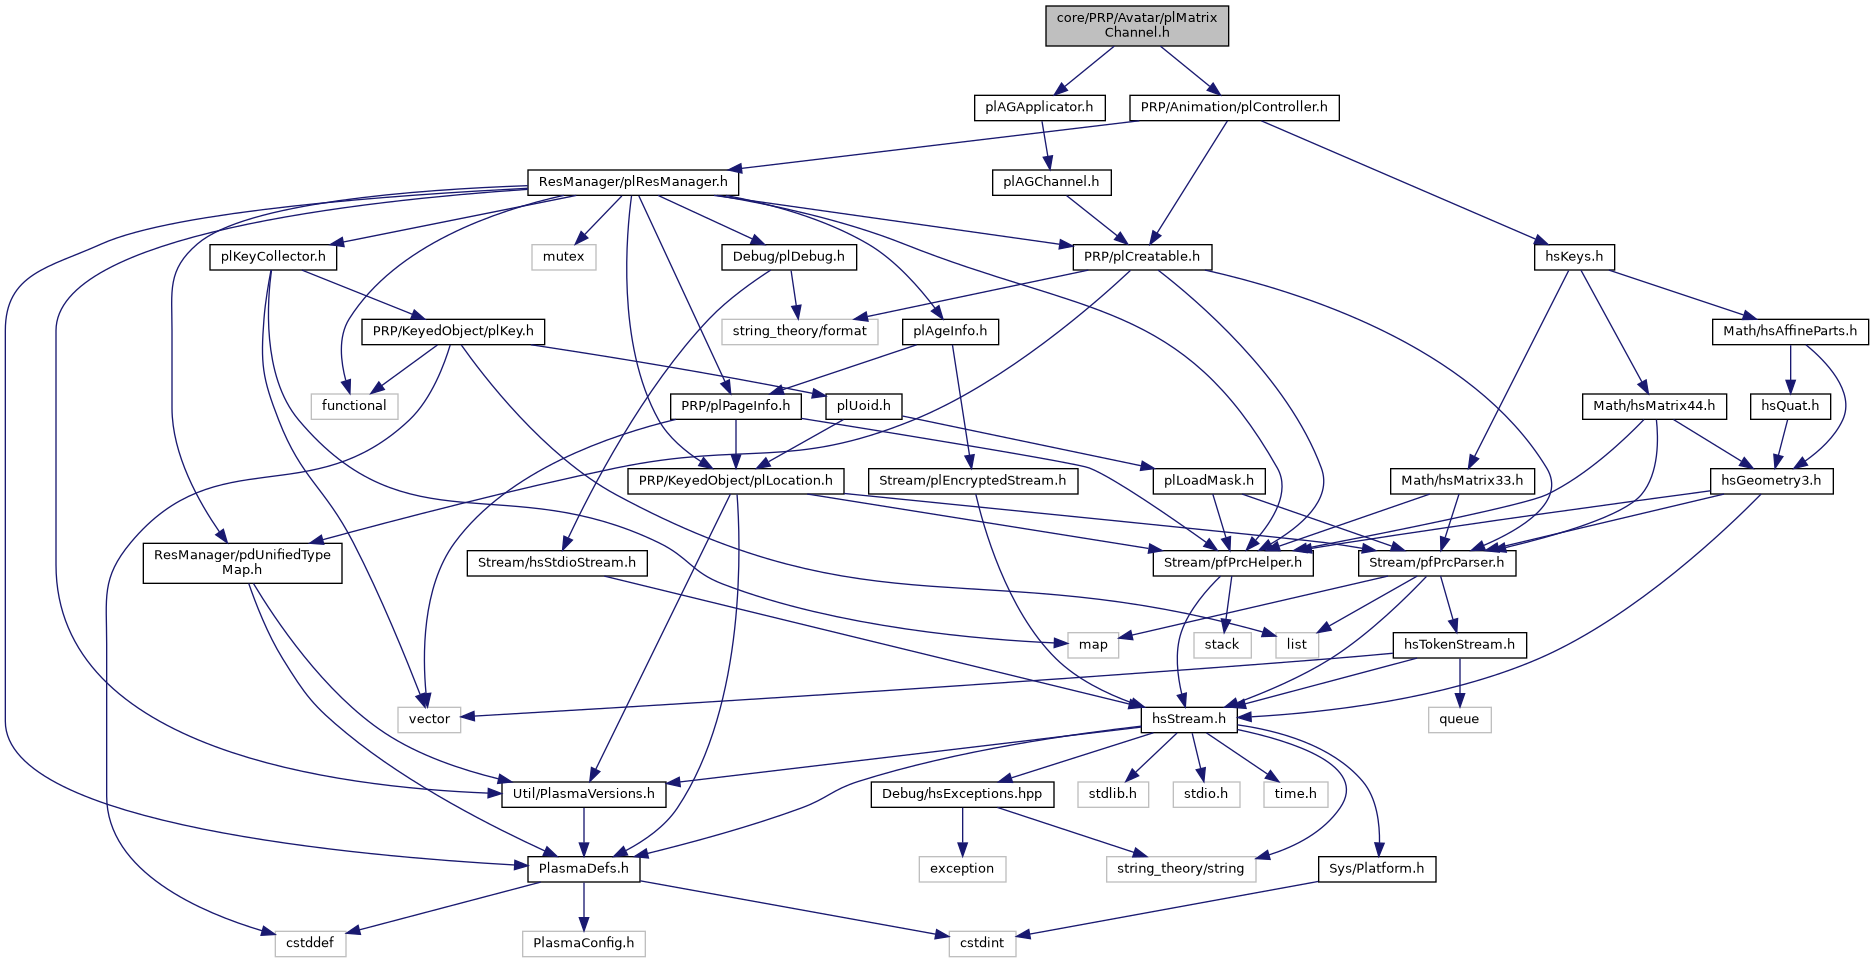 core/PRP/Avatar/plMatrix
Channel.h
plAGApplicator.h
PRP/Animation/plController.h
ResManager/plResManager.h
plAGChannel.h
plKeyCollector.h
mutex
Debug/plDebug.h
PRP/plCreatable.h
hsKeys.h
PRP/KeyedObject/plKey.h
string_theory/format
plAgeInfo.h
Math/hsAffineParts.h
functional
PRP/plPageInfo.h
plUoid.h
Math/hsMatrix44.h
hsQuat.h
PRP/KeyedObject/plLocation.h
Stream/plEncryptedStream.h
plLoadMask.h
Math/hsMatrix33.h
hsGeometry3.h
ResManager/pdUnifiedType
Map.h
Stream/hsStdioStream.h
Stream/pfPrcHelper.h
Stream/pfPrcParser.h
map
stack
list
hsTokenStream.h
vector
hsStream.h
queue
Util/PlasmaVersions.h
Debug/hsExceptions.hpp
stdlib.h
stdio.h
time.h
PlasmaDefs.h
exception
string_theory/string
Sys/Platform.h
cstddef
PlasmaConfig.h
cstdint